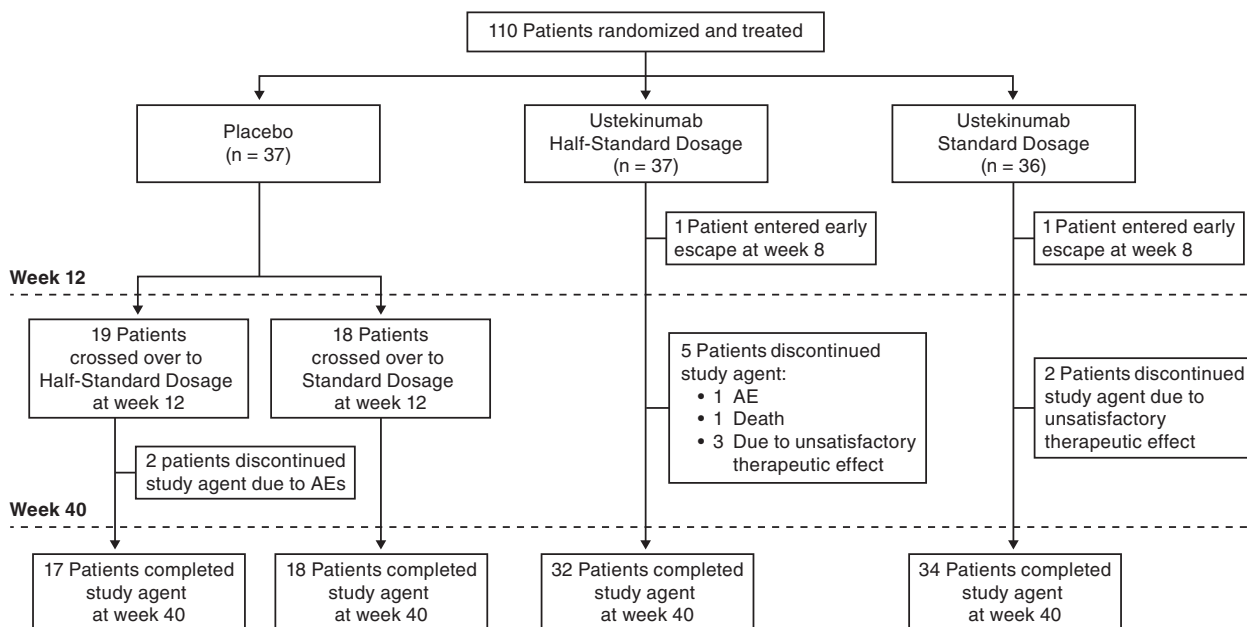 110 Patients randomized and treated
Placebo
(n = 37)
Ustekinumab
Half-Standard Dosage
(n = 37)
Ustekinumab
Standard Dosage
(n = 36)
1 Patient entered early
escape at week 8
1 Patient entered early
escape at week 8
Week 12
19 Patients
crossed over to
Half-Standard Dosage
at week 12
18 Patients
crossed over to
Standard Dosage
at week 12
5 Patients discontinued
study agent:
• 1 AE
• 1 Death
• 3 Due to unsatisfactory
therapeutic effect
2 Patients discontinued
study agent due to
unsatisfactory
therapeutic effect
2 patients discontinued
study agent due to AEs
Week 40
17 Patients completed
study agent
at week 40
18 Patients completed
study agent
at week 40
32 Patients completed
study agent
at week 40
34 Patients completed
study agent
at week 40